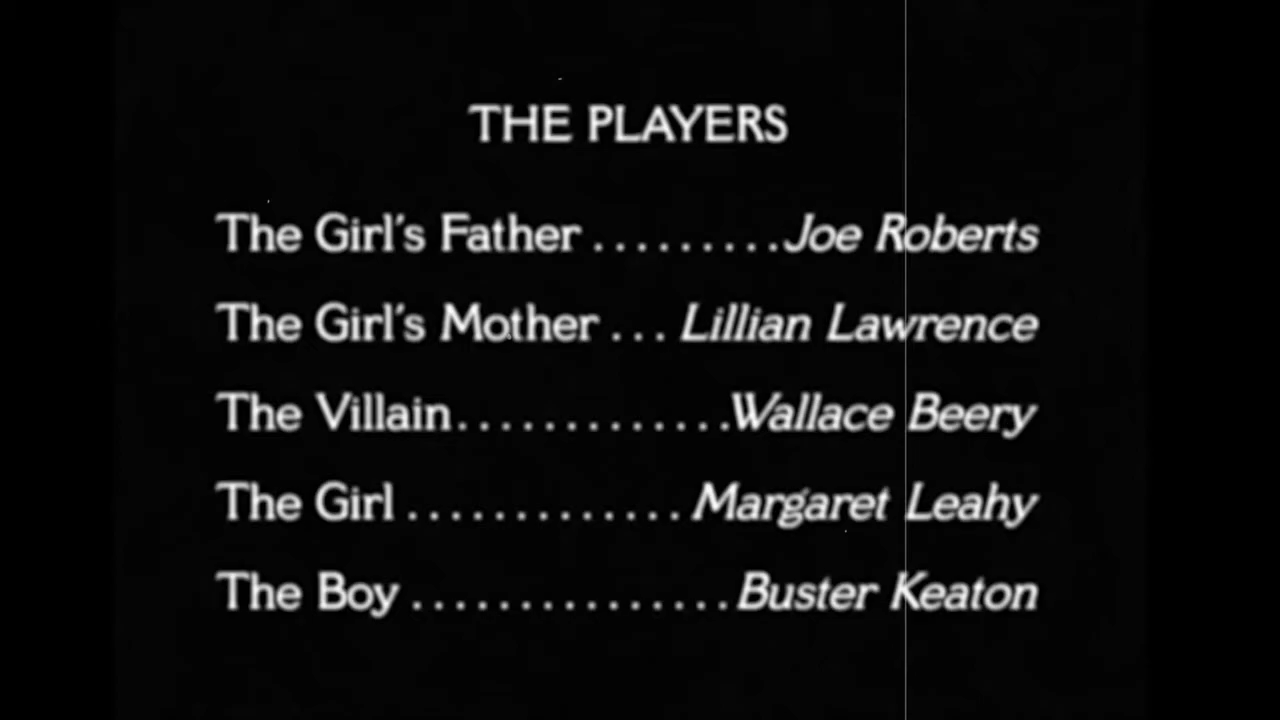 THE PLAYERS
The Girl's Father . . . . . . . . . Joe Roberts
The Girl's Mother . . . Lillian Lawrence
The Villain. . . . . . . . . . . . . Wallace Beery
The Girl . . . . . . . . . . . . . Margaret Leahy
The Boy . . . . . . . . . . . . . . . Buster Keaton